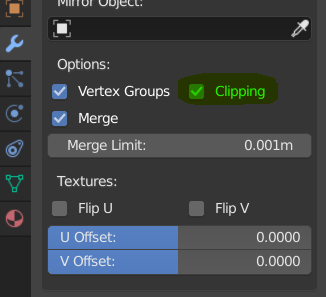 Mirror Object:
Options:
Vertex Groups Clipping
Merge
Merge Limit: 0.001m
Textures:
Flip U Flip V
U Offset: 0.0000
V Offset: 0.0000